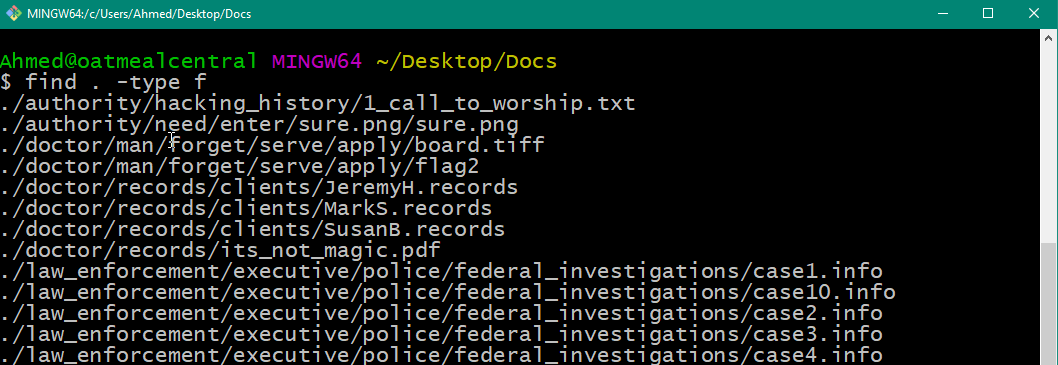 MINGW64:/c/Users/Ahmed/Desktop/Docs
Ahmed@oatmealcentral MINGW64 ~/Desktop/Docs
$ find . -type f
./authority/hacking_history/1_call_to_worship.txt
./authority/need/enter/sure.png/sure.png
./doctor/man/forget/serve/apply/board.tiff
./doctor/man/forget/serve/apply/flag2
./doctor/records/clients/JeremyH.records
./doctor/records/clients/MarkS.records
./doctor/records/clients/SusanB.records
./doctor/records/its_not_magic.pdf
./law_enforcement/executive/police/federal_investigations/case1.info
./law_enforcement/executive/police/federal_investigations/case10.info
./law_enforcement/executive/police/federal_investigations/case2.info
./law_enforcement/executive/police/federal_investigations/case3.info
./law_enforcement/executive/police/federal_investigations/case4.info